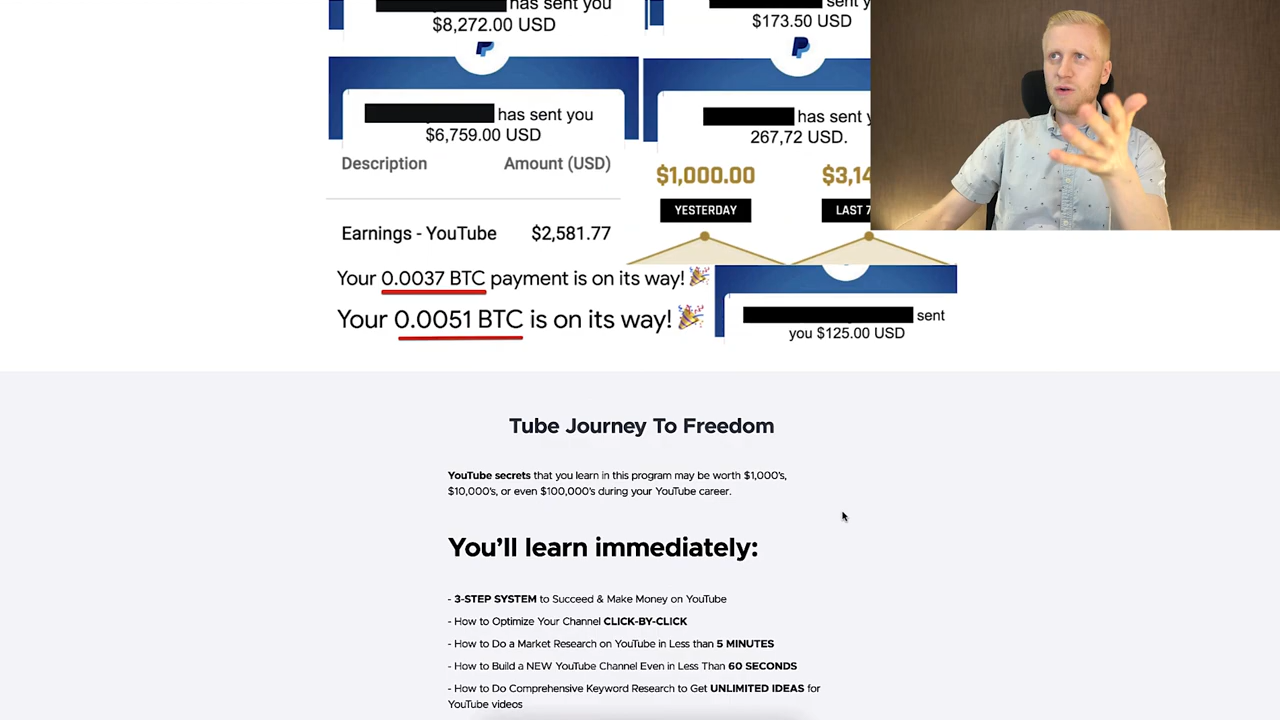 has sent you
$8,272.00 USD
sent y
$173.50 USD
has sent you
$6,759.00 USD
has sent y
267,72 USD.
Description Amount (USD)
$1,000.00 $3,14
YESTERDAY LAST 7
Earnings - YouTube $2,581.77
Your 0.0037 BTC payment is on its way!
Your 0.0051 BTC is on its way!
sent
you $125.00 USD
Tube Journey To Freedom
YouTube secrets that you learn in this program may be worth $1,000's,
$10,000's, or even $100,000's during your YouTube career.
You'll learn immediately:
- 3-STEP SYSTEM to Succeed & Make Money on YouTube
- How to Optimize Your Channel CLICK-BY-CLICK
- How to Do a Market Research on YouTube in Less than 5 MINUTES
- How to Build a NEW YouTube Channel Even in Less Than 60 SECONDS
- How to Do Comprehensive Keyword Research to Get UNLIMITED IDEAS for
YouTube videos